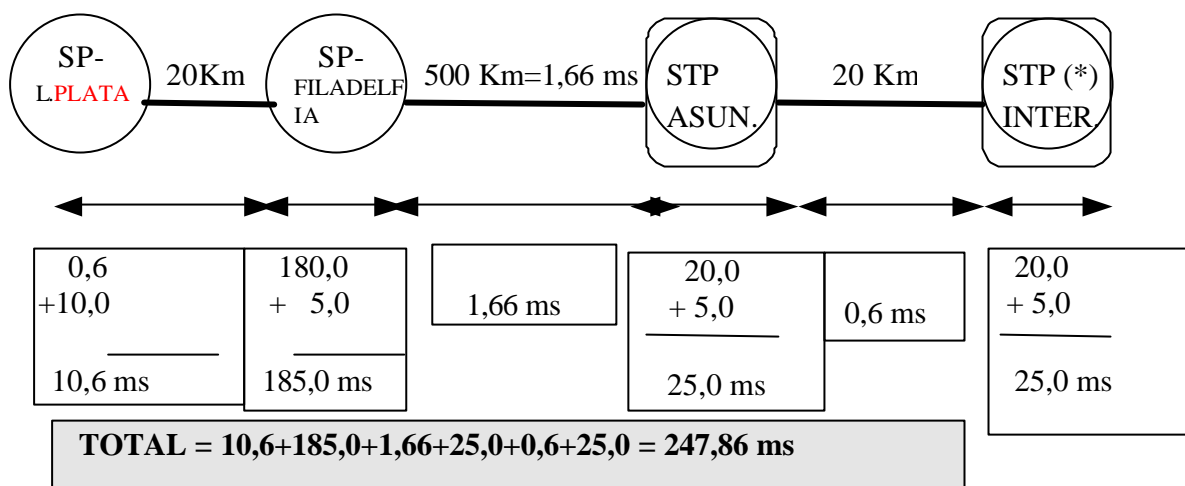 SP-
L.PLATA
20Km
SP-
FILADELF
IA
500 Km=1,66 ms
STP
ASUN.
20 Km
STP (*)
INTER.
0,6
+10,0
10,6 ms
180,0
+ 5,0
185,0 ms
1,66 ms
20,0
+ 5,0
25,0 ms
0,6 ms
20,0
+ 5,0
25,0 ms
TOTAL = 10,6+185,0+1,66+25,0+0,6+25,0 = 247,86 ms